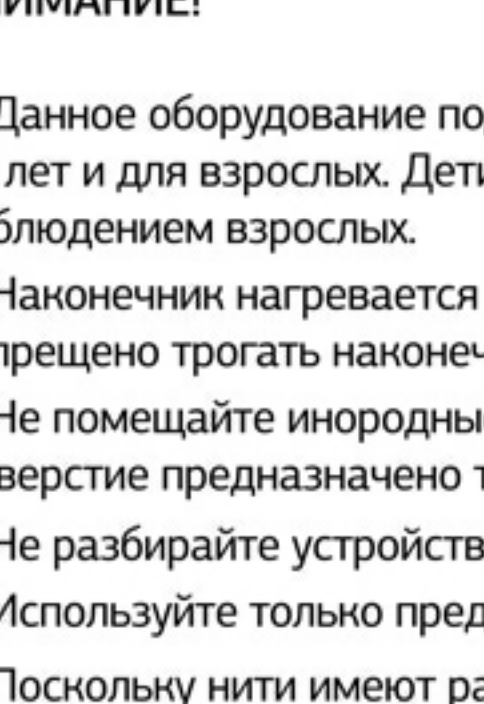 НИМАНИЕ!
Данное оборудование по
лет и для взрослых. Дети
блюдением взрослых.
Наконечник нагревается
прещено трогать наконеч
Не помещайте инородны
верстие предназначено т
Не разбирайте устройств
Используйте только пред
Поскольку нити имеют ра